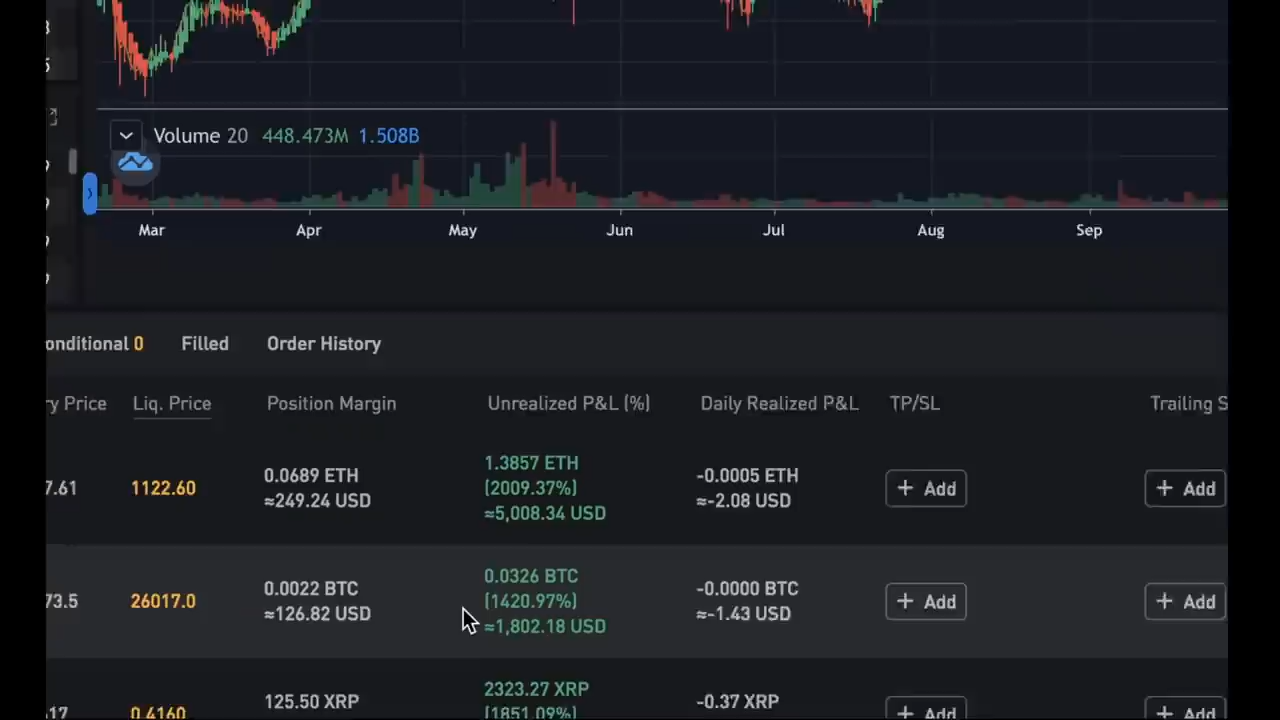 Volume 20 448.473M 1.508B
Mar Apr May Jun Jul Aug Sep
onditional 0 Filled Order History
ry Price Liq. Price Position Margin Unrealized P&L (%) Daily Realized P&L TP/SL Trailing S
1.3857 ETH
0.0689 ETH -0.0005 ETH
7.61 1122.60 (2009.37%) + Add + Add
≈249.24 USD ≈-2.08 USD
≈5,008.34 USD
0.0326 BTC
0.0022 BTC -0.0000 BTC
73.5 26017.0 (1420.97%) + Add + Add
≈126.82 USD ≈-1.43 USD
≈1,802.18 USD
2323.27 XRP
125.50 XRP -0.37 XRP
17 0.4160 (1851.09%) + Add + Add